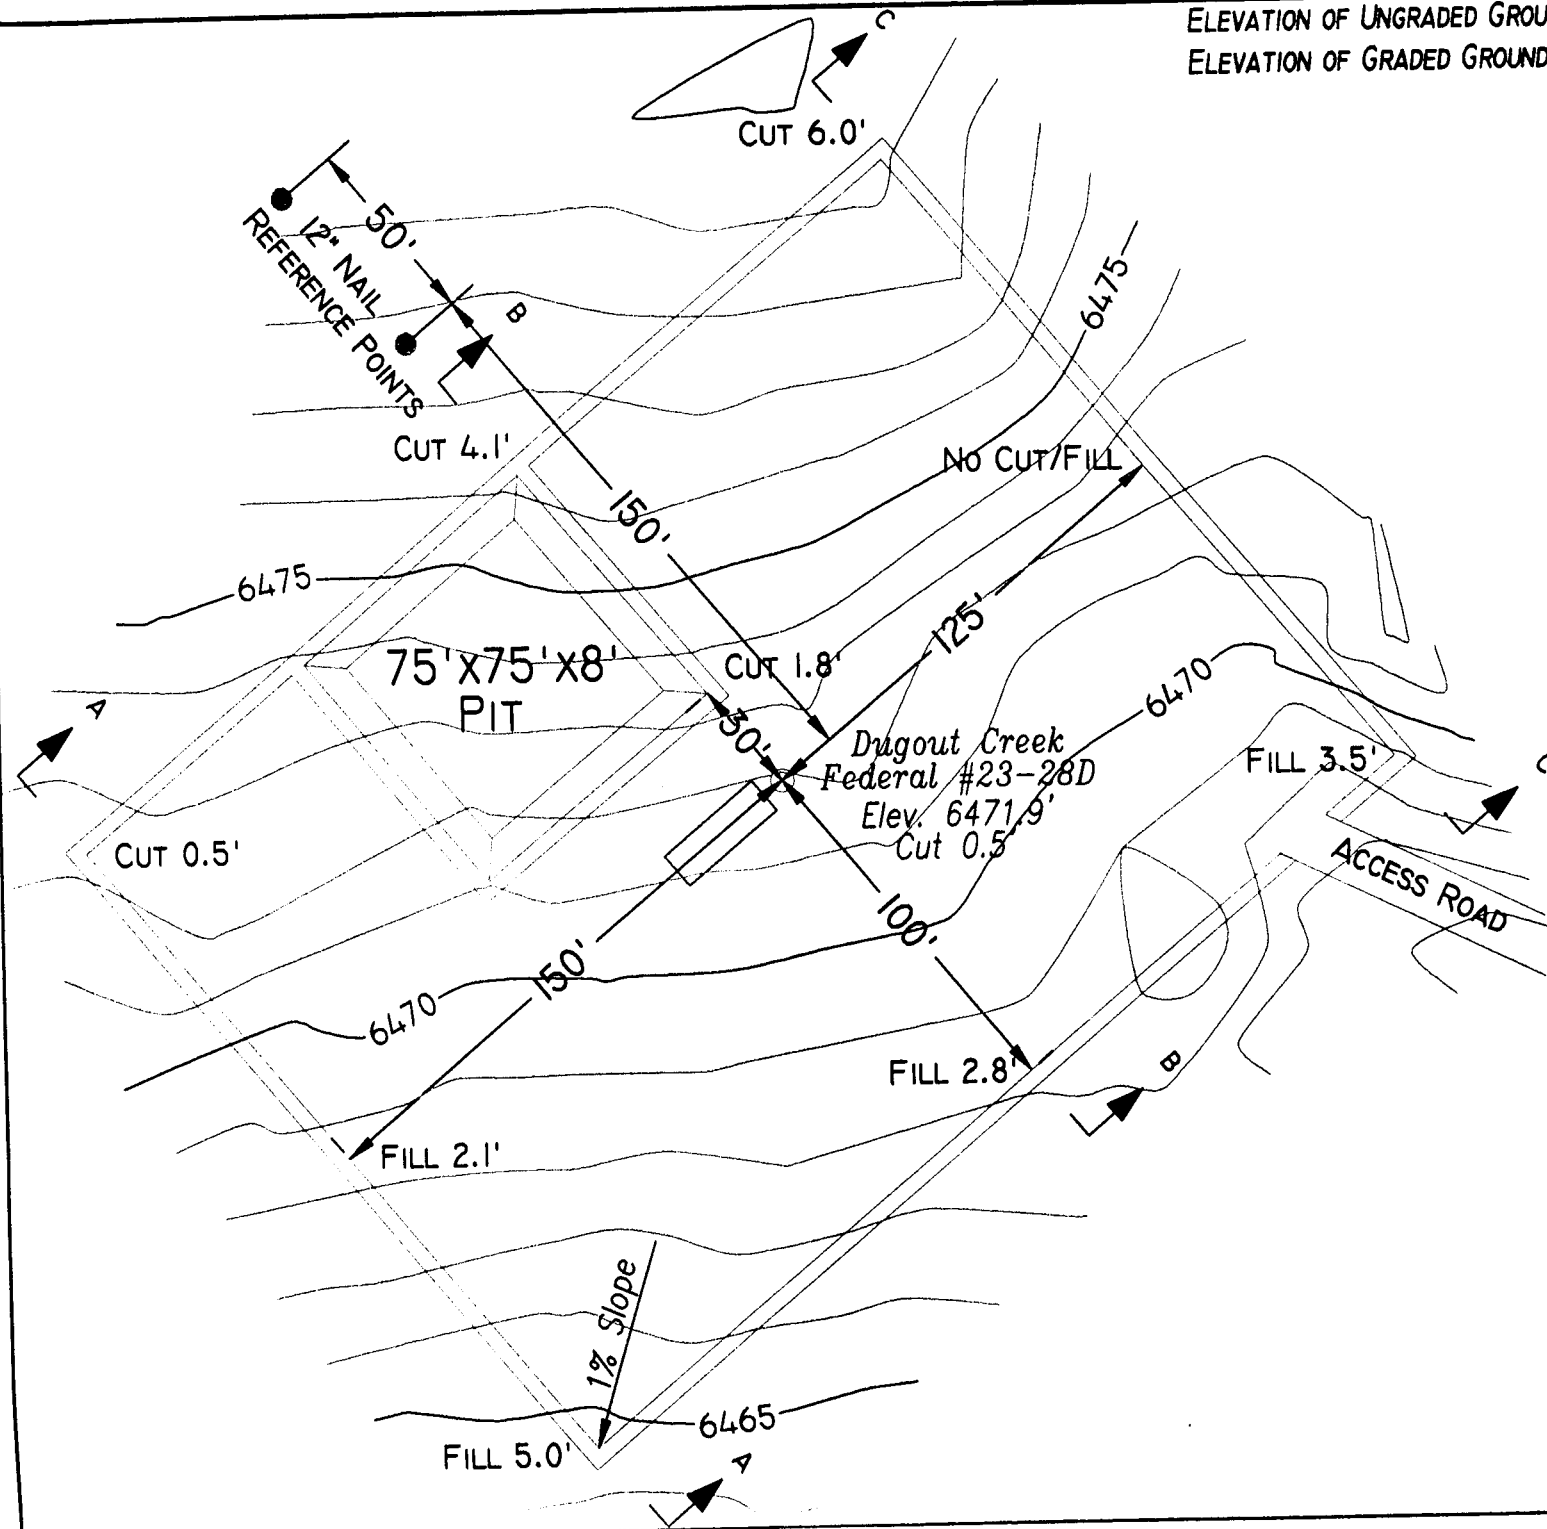 ELEVATION OF UNGRADED GROU
ELEVATION OF GRADED GROUND
C
CUT 6.0'
50'
12" NAIL
REFERENCE POINTS
B
6475
CUT 4.1'
NO CUT/FILL
150'
6475
125'
75'X75'X8'
PIT
CUT 1.8'
6470
A
30'
Dugout Creek
Federal #23-28D
Elev. 6471.9'
Cut 0.5'
FILL 3.5'
C
CUT 0.5'
ACCESS ROAD
100'
150'
6470
FILL 2.8'
B
FILL 2.1'
1% Slope
6465
FILL 5.0'
A